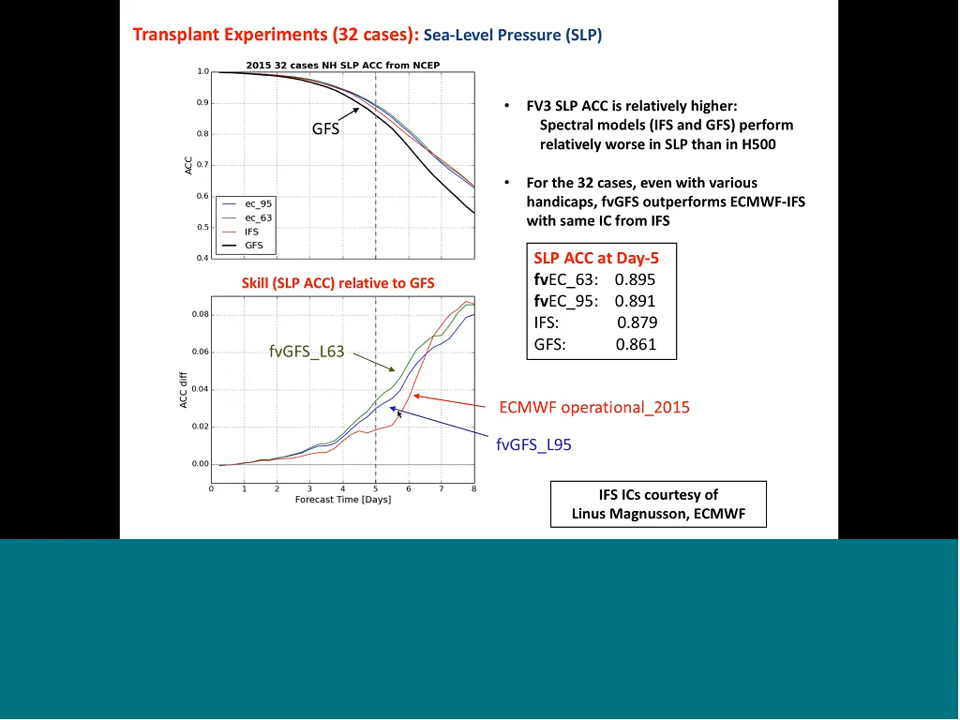 Transplant Experiments (32 cases): Sea-Level Pressure (SLP)
2015 32 cases NH SLP ACC from NCEP
1.0
0.9
0.8
0.7
0.6
0.5
0.4
ACC
GFS
ec_95
ec_63
IFS
GFS
Skill (SLP ACC) relative to GFS
0.08
0.06
0.04
0.02
0.00
ACC diff
fvGFS_L63
0 1 2 3 4 5 6 7 8
Forecast Time [Days]
ECMWF operational_2015
fvGFS_L95
• FV3 SLP ACC is relatively higher:
Spectral models (IFS and GFS) perform
relatively worse in SLP than in H500
• For the 32 cases, even with various
handicaps, fvGFS outperforms ECMWF-IFS
with same IC from IFS
SLP ACC at Day-5
fvEC_63: 0.895
fvEC_95: 0.891
IFS: 0.879
GFS: 0.861
IFS ICs courtesy of
Linus Magnusson, ECMWF